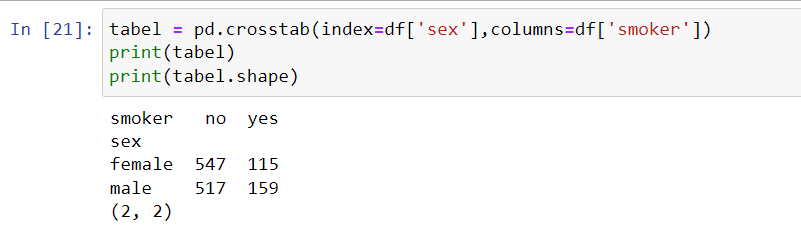 In [21]: tabel = pd.crosstab(index=df['sex'],columns=df['smoker'])
print(tabel)
print(tabel.shape)
smoker no yes
sex
female 547 115
male 517 159
(2, 2)